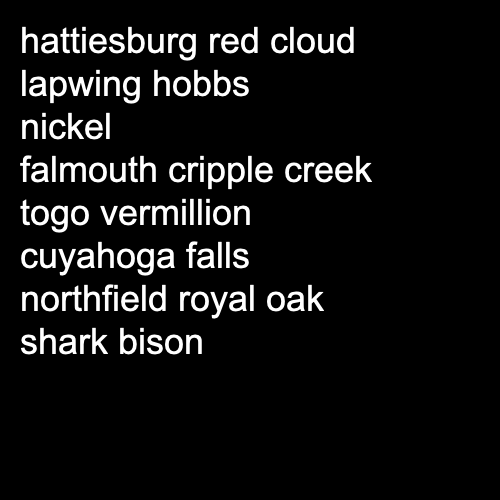 hattiesburg red cloud
lapwing hobbs
nickel
falmouth cripple creek
togo vermillion
cuyahoga falls
northfield royal oak
shark bison